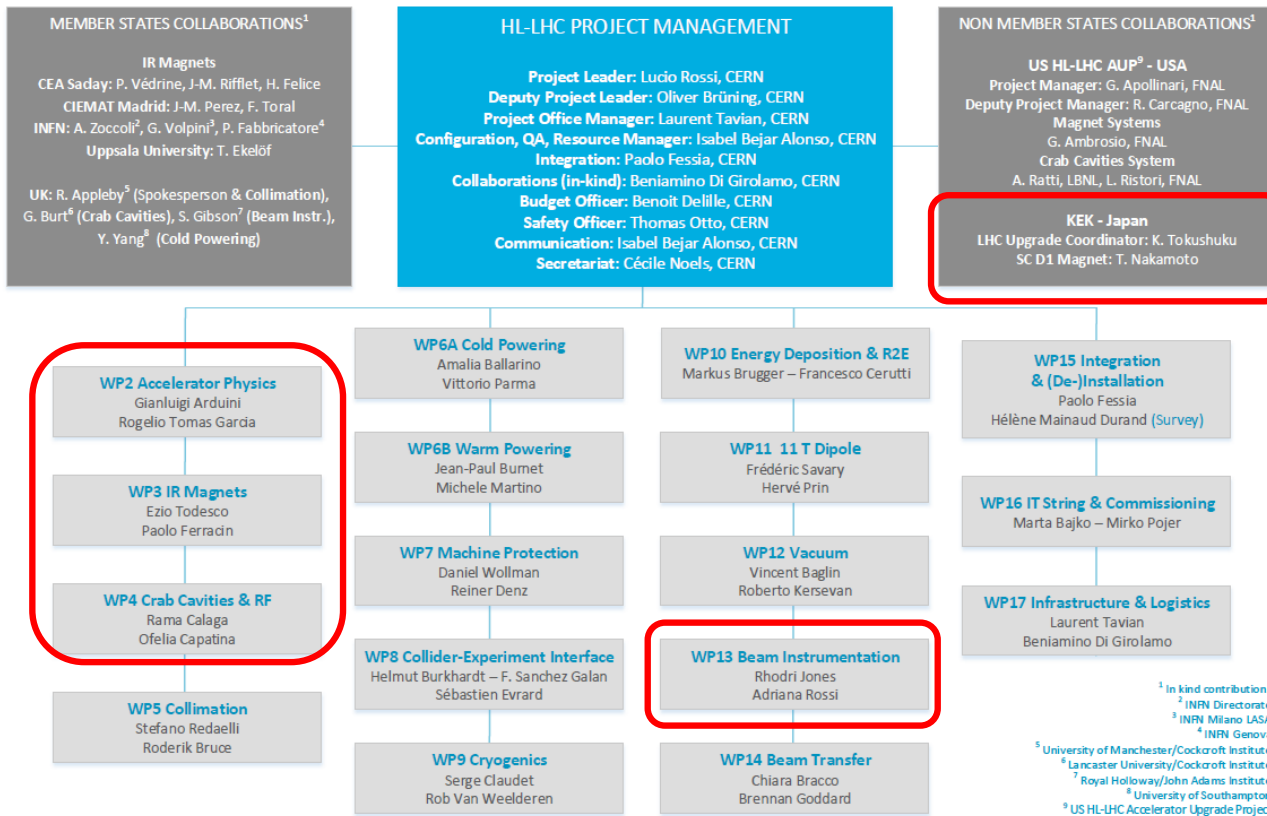 MEMBER STATES COLLABORATIONS¹
IR Magnets
CEA Saday: P. Védrine, J-M. Rifflet, H. Felice
CIEMAT Madrid: J-M. Perez, F. Toral
INFN: A. Zoccoli², G. Volpini³, P. Fabbricatore⁴
Uppsala University: T. Ekelöf
UK: R. Appleby⁵ (Spokesperson & Collimation),
G. Burt⁶ (Crab Cavities), S. Gibson⁷ (Beam Instr.),
Y. Yang⁸ (Cold Powering)
HL-LHC PROJECT MANAGEMENT
Project Leader: Lucio Rossi, CERN
Deputy Project Leader: Oliver Brüning, CERN
Project Office Manager: Laurent Tavian, CERN
Configuration, QA, Resource Manager: Isabel Bejar Alonso, CERN
Integration: Paolo Fessia, CERN
Collaborations (in-kind): Beniamino Di Girolamo, CERN
Budget Officer: Benoit Delille, CERN
Safety Officer: Thomas Otto, CERN
Communication: Isabel Bejar Alonso, CERN
Secretariat: Cécile Noels, CERN
NON MEMBER STATES COLLABORATIONS¹
US HL-LHC AUP⁹ - USA
Project Manager: G. Apollinari, FNAL
Deputy Project Manager: R. Carcagno, FNAL
Magnet Systems
G. Ambrosio, FNAL
Crab Cavities System
A. Ratti, LBNL, L. Ristori, FNAL
KEK - Japan
LHC Upgrade Coordinator: K. Tokushuku
SC D1 Magnet: T. Nakamoto
WP2 Accelerator Physics
Gianluigi Arduini
Rogelio Tomas Garcia
WP3 IR Magnets
Ezio Todesco
Paolo Ferracin
WP4 Crab Cavities & RF
Rama Calaga
Ofelia Capatina
WP5 Collimation
Stefano Redaelli
Roderik Bruce
WP6A Cold Powering
Amalia Ballarino
Vittorio Parma
WP6B Warm Powering
Jean-Paul Burnet
Michele Martino
WP7 Machine Protection
Daniel Wollman
Reiner Denz
WP8 Collider-Experiment Interface
Helmut Burkhardt – F. Sanchez Galan
Sébastien Evrard
WP9 Cryogenics
Serge Claudet
Rob Van Weelderen
WP10 Energy Deposition & R2E
Markus Brugger – Francesco Cerutti
WP11 11 T Dipole
Frédéric Savary
Hervé Prin
WP12 Vacuum
Vincent Baglin
Roberto Kersevan
WP13 Beam Instrumentation
Rhodri Jones
Adriana Rossi
WP14 Beam Transfer
Chiara Bracco
Brennan Goddard
WP15 Integration
& (De-)Installation
Paolo Fessia
Hélène Mainaud Durand (Survey)
WP16 IT String & Commissioning
Marta Bajko – Mirko Pojer
WP17 Infrastructure & Logistics
Laurent Tavian
Beniamino Di Girolamo
¹ In kind contribution
² INFN Directorat
³ INFN Milano LASA
⁴ INFN Genov
⁵ University of Manchester/Cockcroft Institut
⁶ Lancaster University/Cockcroft Institut
⁷ Royal Holloway/John Adams Institut
⁸ University of Southampton
⁹ US HL-LHC Accelerator Upgrade Projec